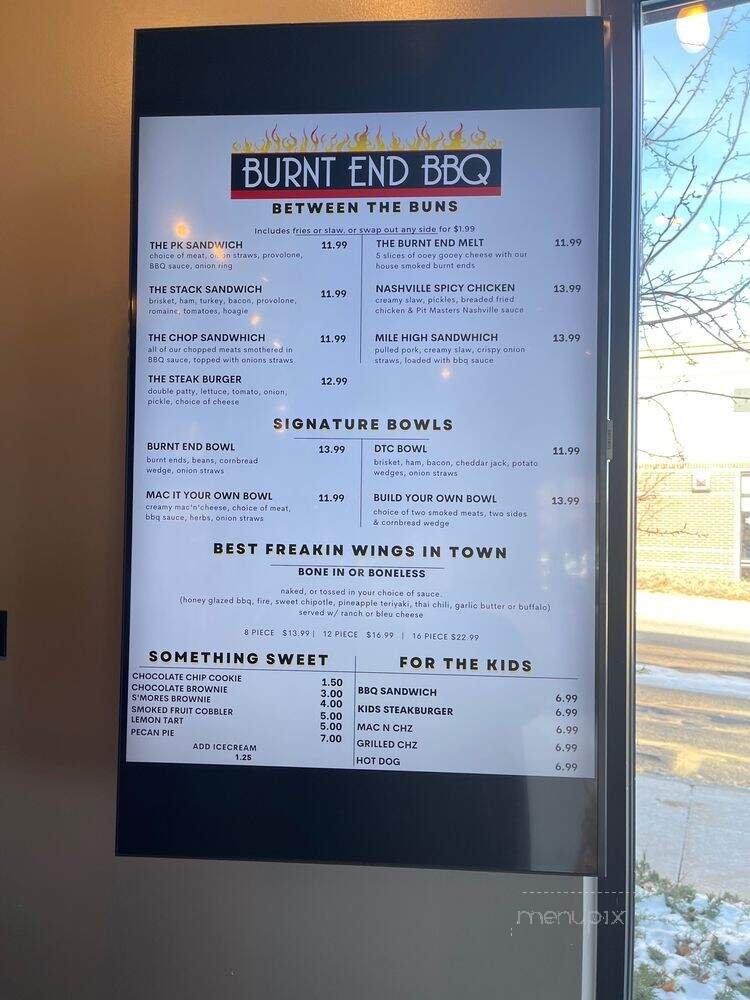 BURNT END BBQ
BETWEEN THE BUNS
Includes fries or slaw, or swap out any side for $1.99
THE PK SANDWICH 11.99
choice of meat, onion straws, provolone,
BBQ sauce, onion ring
THE STACK SANDWICH 11.99
brisket, ham, turkey, bacon, provolone,
romaine, tomatoes, hoagie
THE CHOP SANDWHICH 11.99
all of our chopped meats smothered in
BBQ sauce, topped with onions straws
THE STEAK BURGER 12.99
double patty, lettuce, tomato, onion,
pickle, choice of cheese
THE BURNT END MELT 11.99
5 slices of ooey gooey cheese with our
house smoked burnt ends
NASHVILLE SPICY CHICKEN 13.99
creamy slaw, pickles, breaded fried
chicken & Pit Masters Nashville sauce
MILE HIGH SANDWHICH 13.99
pulled pork, creamy slaw, crispy onion
straws, loaded with bbq sauce
SIGNATURE BOWLS
BURNT END BOWL 13.99
burnt ends, beans, cornbread
wedge, onion straws
MAC IT YOUR OWN BOWL 11.99
creamy mac'n'cheese, choice of meat,
bbq sauce, herbs, onion straws
DTC BOWL 11.99
brisket, ham, bacon, cheddar jack, potato
wedges, onion straws
BUILD YOUR OWN BOWL 13.99
choice of two smoked meats, two sides
& cornbread wedge
BEST FREAKIN WINGS IN TOWN
BONE IN OR BONELESS
naked, or tossed in your choice of sauce.
(honey glazed bbq, fire, sweet chipotle, pineapple teriyaki, thai chili, garlic butter or buffalo)
served w/ ranch or bleu cheese
8 PIECE $13.99 | 12 PIECE $16.99 | 16 PIECE $22.99
SOMETHING SWEET
CHOCOLATE CHIP COOKIE 1.50
CHOCOLATE BROWNIE 3.00
S'MORES BROWNIE 4.00
SMOKED FRUIT COBBLER 5.00
LEMON TART 5.00
PECAN PIE 7.00
ADD ICECREAM
1.25
FOR THE KIDS
BBQ SANDWICH 6.99
KIDS STEAKBURGER 6.99
MAC N CHZ 6.99
GRILLED CHZ 6.99
HOT DOG 6.99
menupix